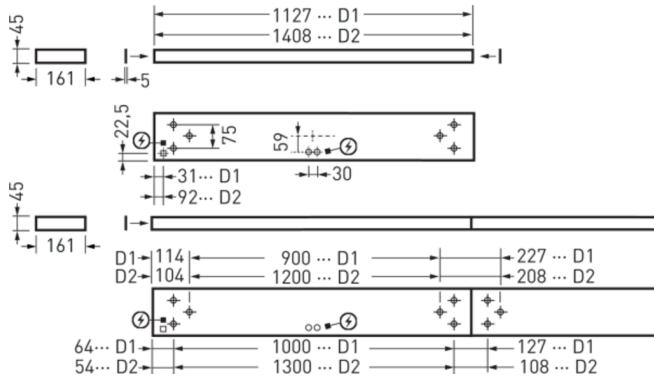 1127 ··· D1
45
1408 ··· D2
161
5
22,5
75
59
31··· D1
30
92··· D2
45
161
D1 114 900 ··· D1 227 ··· D1
D2 104 1200 ··· D2 208 ··· D2
64··· D1 1000 ··· D1 127 ··· D1
54··· D2 1300 ··· D2 108 ··· D2